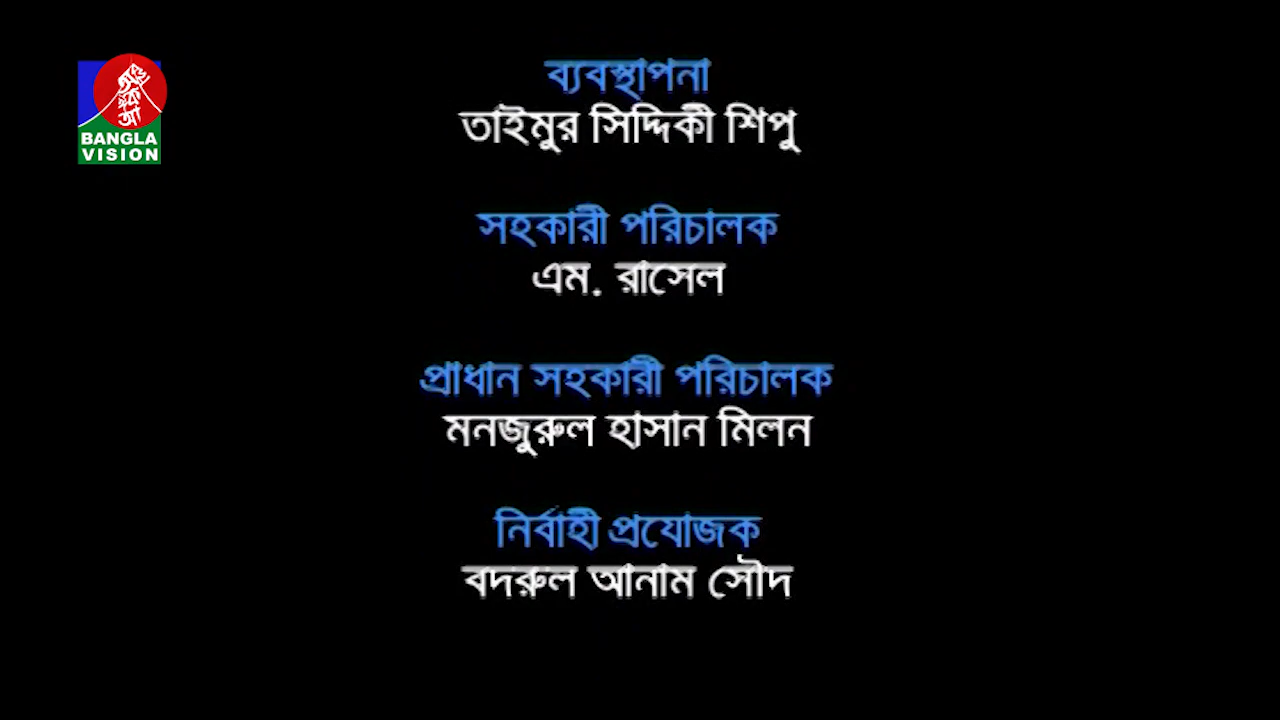 BANGLA
VISION
ব্যবস্থাপনা
তাইমুর সিদ্দিকী শিপু
সহকারী পরিচালক
এম. রাসেল
প্রাধান সহকারী পরিচালক
মনজুরুল হাসান মিলন
নির্বাহী প্রযোজক
বদরুল আনাম সৌদ